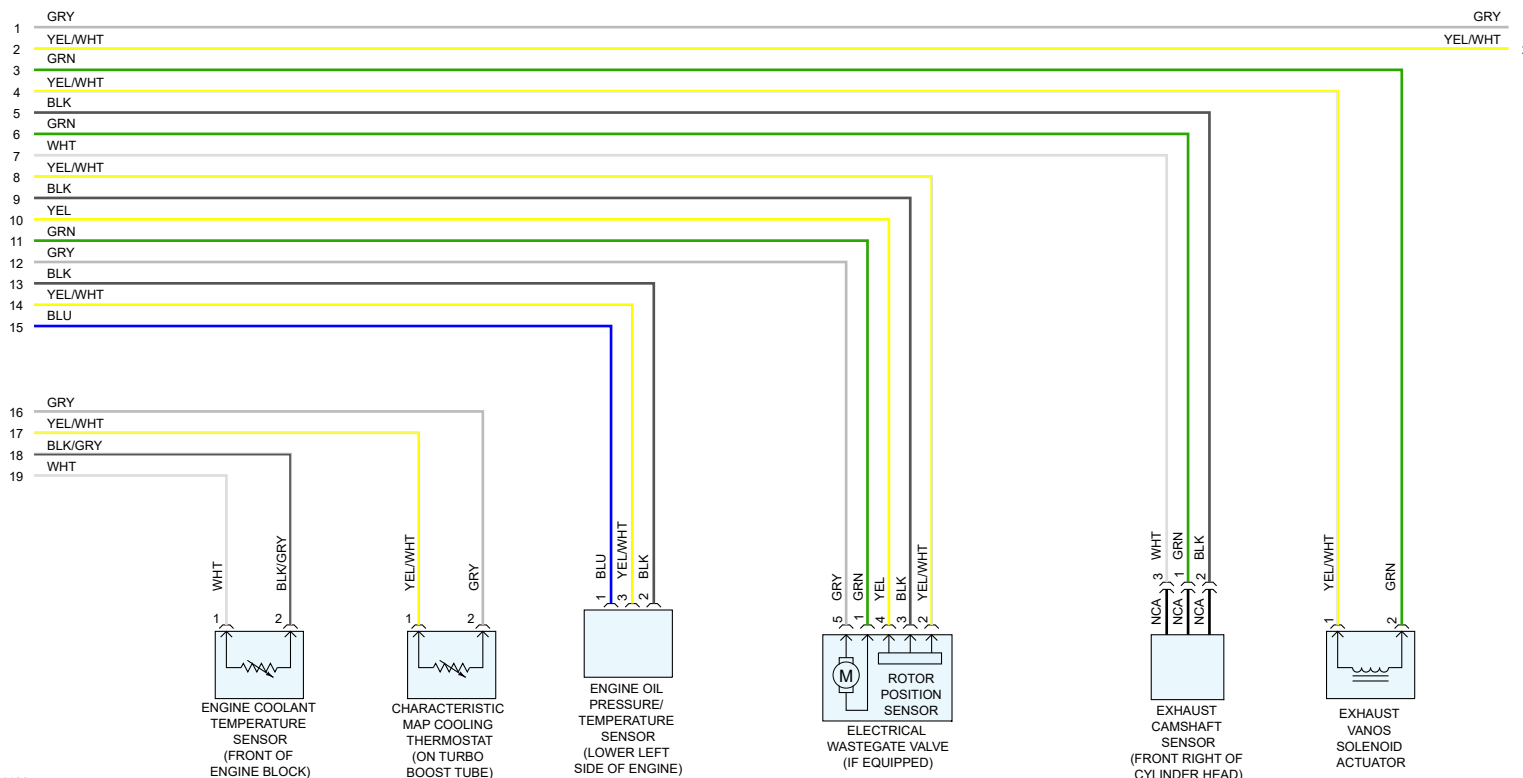 GRY GRY
1
YEL/WHT YEL/WHT
2
GRN
3
YEL/WHT
4
BLK
5
GRN
6
WHT
7
YEL/WHT
8
BLK
9
YEL
10
GRN
11
GRY
12
BLK
13
YEL/WHT
14
BLU
15
GRY
16
YEL/WHT
17
BLK/GRY
18
WHT
19
WHT
BLK/GRY
YEL/WHT
GRY
BLU
YEL/WHT
BLK
GRY
GRN
YEL
BLK
YEL/WHT
WHT
GRN
BLK
YEL/WHT
GRN
1 2
1 2
1 3 2
5 1 4 3 2
3 1 2
NCA NCA NCA
1 2
M
ROTOR
POSITION
SENSOR
ENGINE COOLANT
TEMPERATURE
SENSOR
(FRONT OF
ENGINE BLOCK)
CHARACTERISTIC
MAP COOLING
THERMOSTAT
(ON TURBO
BOOST TUBE)
ENGINE OIL
PRESSURE/
TEMPERATURE
SENSOR
(LOWER LEFT
SIDE OF ENGINE)
ELECTRICAL
WASTEGATE VALVE
(IF EQUIPPED)
EXHAUST
CAMSHAFT
SENSOR
(FRONT RIGHT OF
CYLINDER HEAD)
EXHAUST
VANOS
SOLENOID
ACTUATOR